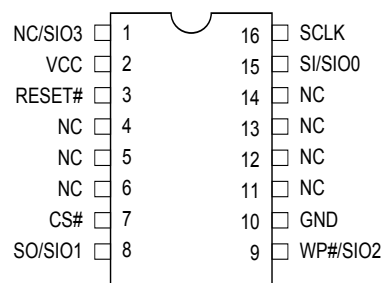 NC/SIO3 1 16 SCLK
VCC 2 15 SI/SIO0
RESET# 3 14 NC
NC 4 13 NC
NC 5 12 NC
NC 6 11 NC
CS# 7 10 GND
SO/SIO1 8 9 WP#/SIO2